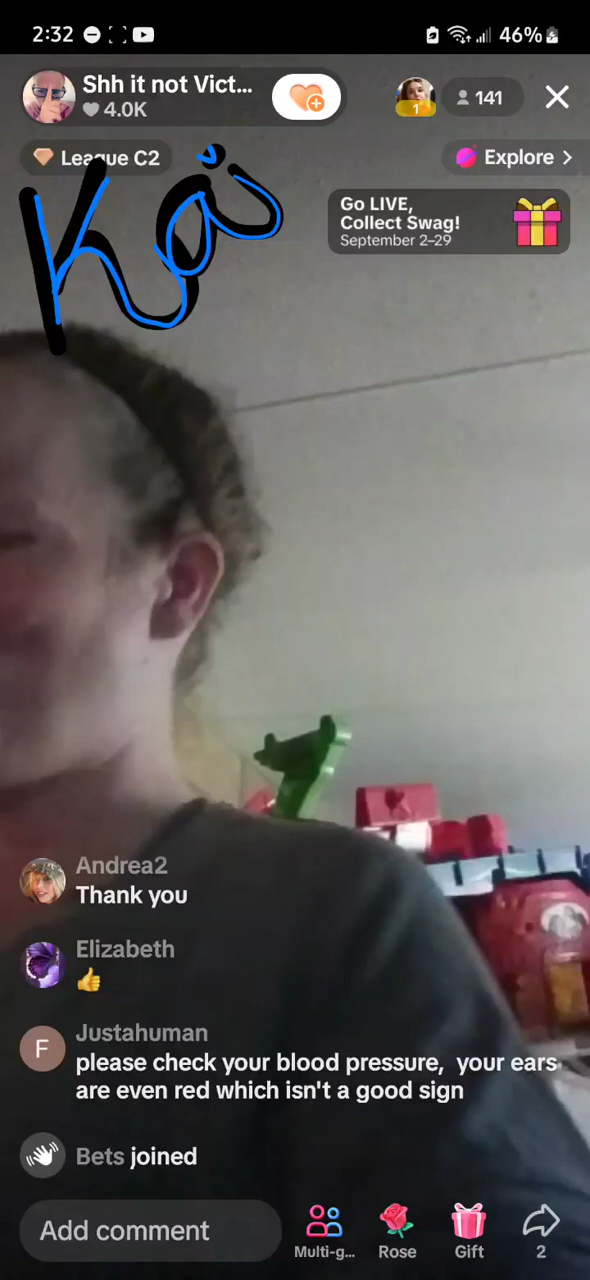 2:32
46%
Shh it not Vict...
4.0K
1
141
League C2
Explore
Kai
Go LIVE,
Collect Swag!
September 2–29
Andrea2
Thank you
Elizabeth
👍
F
Justahuman
please check your blood pressure, your ears
are even red which isn't a good sign
Bets joined
Add comment
Multi-g...
Rose
Gift
2